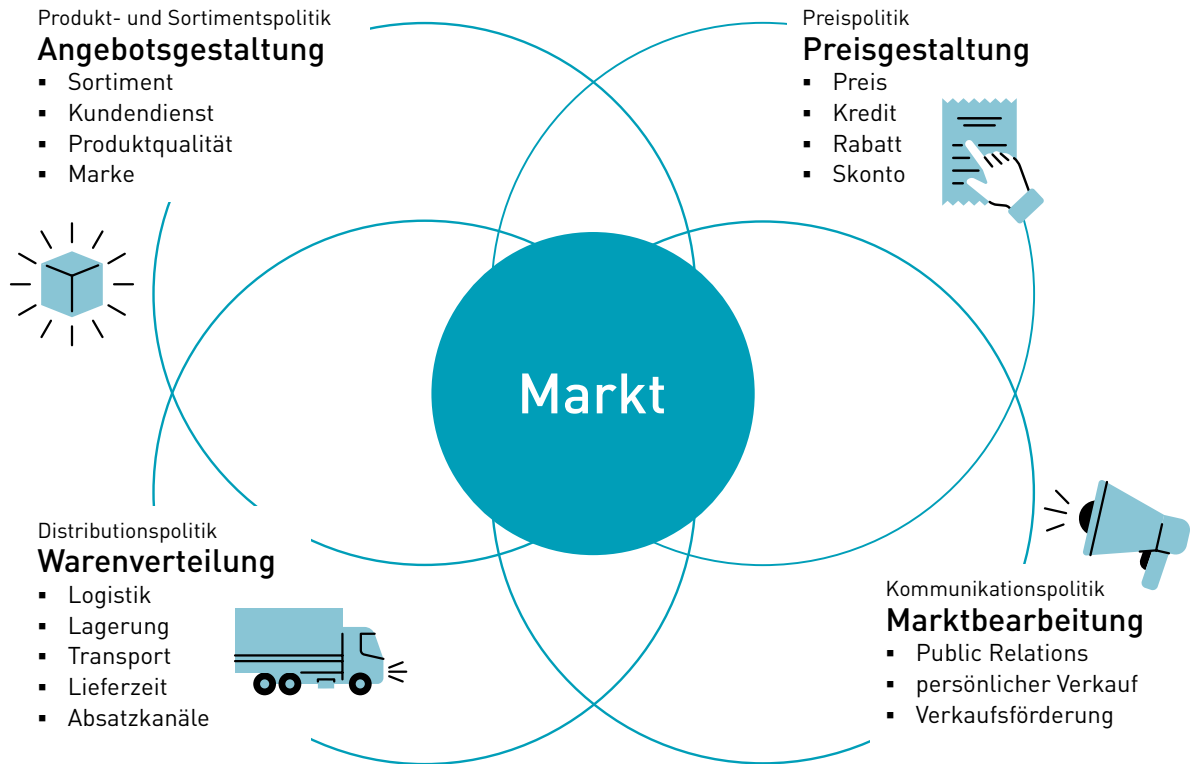 Produkt- und Sortimentspolitik
Angebotsgestaltung
▪ Sortiment
▪ Kundendienst
▪ Produktqualität
▪ Marke
Preispolitik
Preisgestaltung
▪ Preis
▪ Kredit
▪ Rabatt
▪ Skonto
Markt
Distributionspolitik
Warenverteilung
▪ Logistik
▪ Lagerung
▪ Transport
▪ Lieferzeit
▪ Absatzkanäle
Kommunikationspolitik
Marktbearbeitung
▪ Public Relations
▪ persönlicher Verkauf
▪ Verkaufsförderung